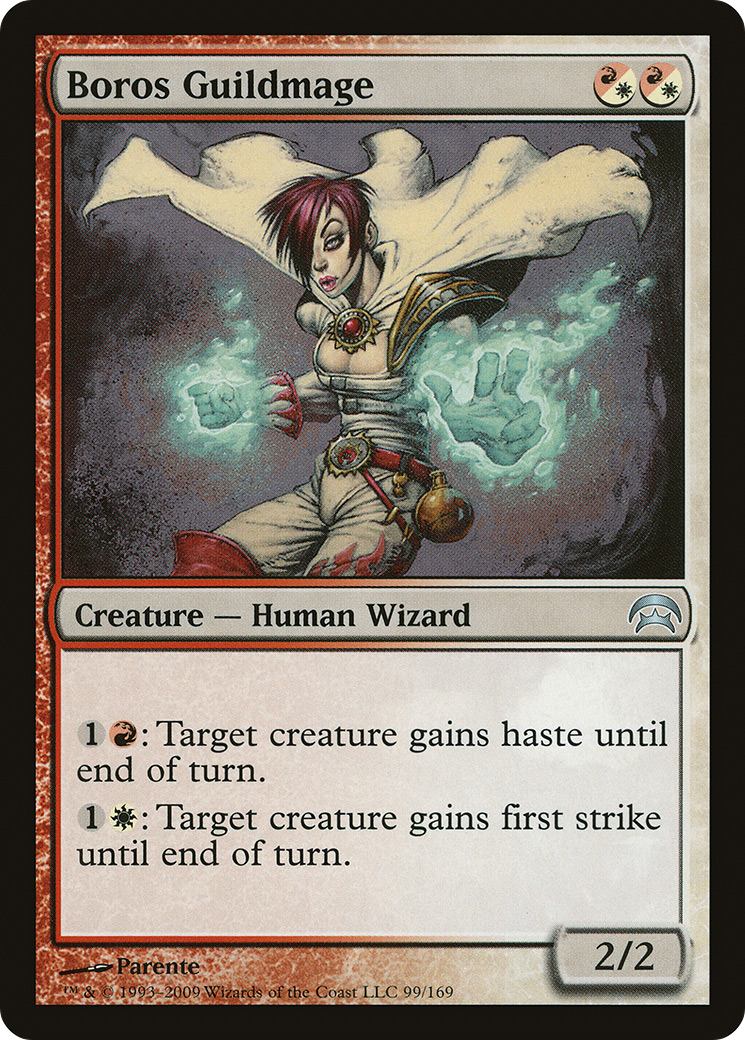 Boros Guildmage
Creature — Human Wizard
1: Target creature gains haste until
end of turn.
1: Target creature gains first strike
until end of turn.
2/2
Parente
™ & © 1993–2009 Wizards of the Coast LLC 99/169